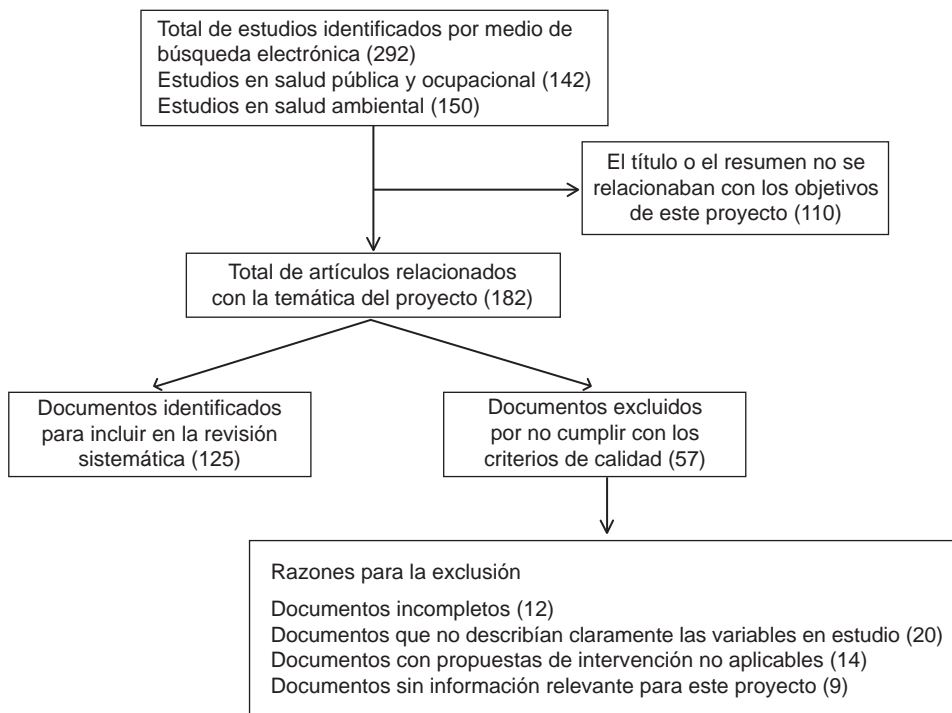 Total de estudios identificados por medio de
búsqueda electrónica (292)
Estudios en salud pública y ocupacional (142)
Estudios en salud ambiental (150)
El título o el resumen no se
relacionaban con los objetivos
de este proyecto (110)
Total de artículos relacionados
con la temática del proyecto (182)
Documentos identificados
para incluir en la revisión
sistemática (125)
Documentos excluidos
por no cumplir con los
criterios de calidad (57)
Razones para la exclusión
Documentos incompletos (12)
Documentos que no describían claramente las variables en estudio (20)
Documentos con propuestas de intervención no aplicables (14)
Documentos sin información relevante para este proyecto (9)